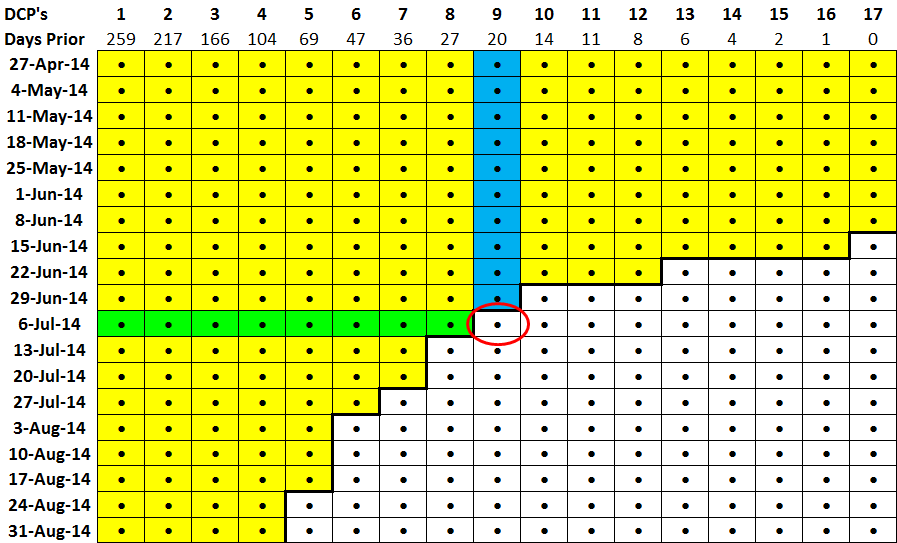 DCP's 1 2 3 4 5 6 7 8 9 10 11 12 13 14 15 16 17
Days Prior 259 217 166 104 69 47 36 27 20 14 11 8 6 4 2 1 0
27-Apr-14
4-May-14
11-May-14
18-May-14
25-May-14
1-Jun-14
8-Jun-14
15-Jun-14
22-Jun-14
29-Jun-14
6-Jul-14
13-Jul-14
20-Jul-14
27-Jul-14
3-Aug-14
10-Aug-14
17-Aug-14
24-Aug-14
31-Aug-14